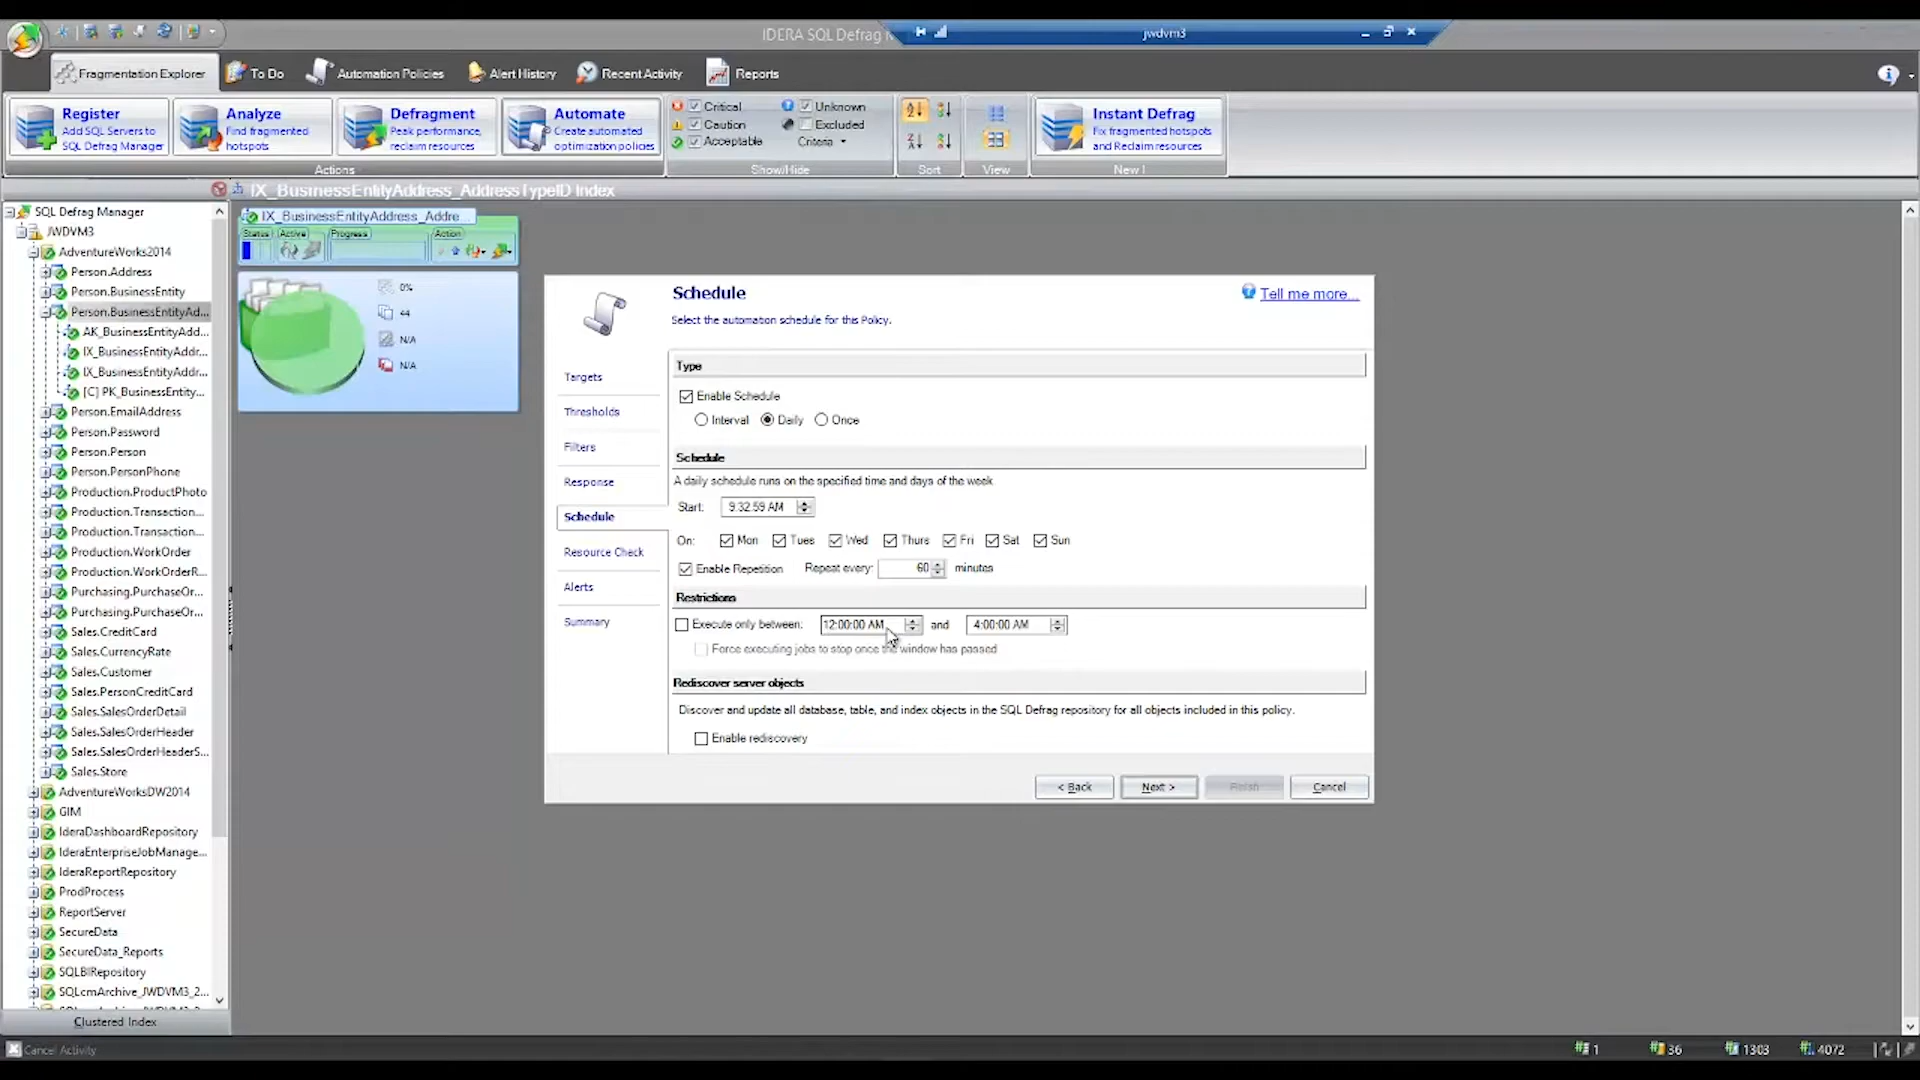 IDERA SQL Defrag
jwdvm3
Fragmentation Explorer
To Do
Automation Policies
Alert History
Recent Activity
Reports
Register
Add SQL Servers to
SQL Defrag Manager
Analyze
Find fragmented
hotspots
Defragment
Peak performance,
reclaim resources
Automate
Create automated
optimization policies
Actions
Critical
Caution
Acceptable
Unknown
Excluded
Criteria
Show/Hide
Sort
View
Instant Defrag
Fix fragmented hotspots
and Reclaim resources
New !
IX_BusinessEntityAddress_AddressTypeID Index
SQL Defrag Manager
JWDVM3
AdventureWorks2014
Person.Address
Person.BusinessEntity
Person.BusinessEntityAd...
AK_BusinessEntityAdd...
IX_BusinessEntityAddr...
IX_BusinessEntityAddr...
[C] PK_BusinessEntity...
Person.EmailAddress
Person.Password
Person.Person
Person.PersonPhone
Production.ProductPhoto
Production.Transaction...
Production.Transaction...
Production.WorkOrder
Production.WorkOrderR...
Purchasing.PurchaseOr...
Purchasing.PurchaseOr...
Sales.CreditCard
Sales.CurrencyRate
Sales.Customer
Sales.PersonCreditCard
Sales.SalesOrderDetail
Sales.SalesOrderHeader
Sales.SalesOrderHeaderS...
Sales.Store
AdventureWorksDW2014
GIM
IderaDashboardRepository
IderaEnterpriseJobManage...
IderaReportRepository
ProdProcess
ReportServer
SecureData
SecureData_Reports
SQLBIRepository
SQLcmArchive_JWDVM3_2...
Clustered Index
IX_BusinessEntityAddress_Addre...
Status
Active
Progress
Action
0%
44
N/A
N/A
Schedule
Tell me more...
Select the automation schedule for this Policy.
Targets
Thresholds
Filters
Response
Schedule
Resource Check
Alerts
Summary
Type
Enable Schedule
Interval
Daily
Once
Schedule
A daily schedule runs on the specified time and days of the week
Start: 9:32:59 AM
On: Mon Tues Wed Thurs Fri Sat Sun
Enable Repetition Repeat every: 60 minutes
Restrictions
Execute only between: 12:00:00 AM and 4:00:00 AM
Force executing jobs to stop once the window has passed
Rediscover server objects
Discover and update all database, table, and index objects in the SQL Defrag repository for all objects included in this policy.
Enable rediscovery
< Back
Next >
Finish
Cancel
Cancel Activity
1
36
1303
4072